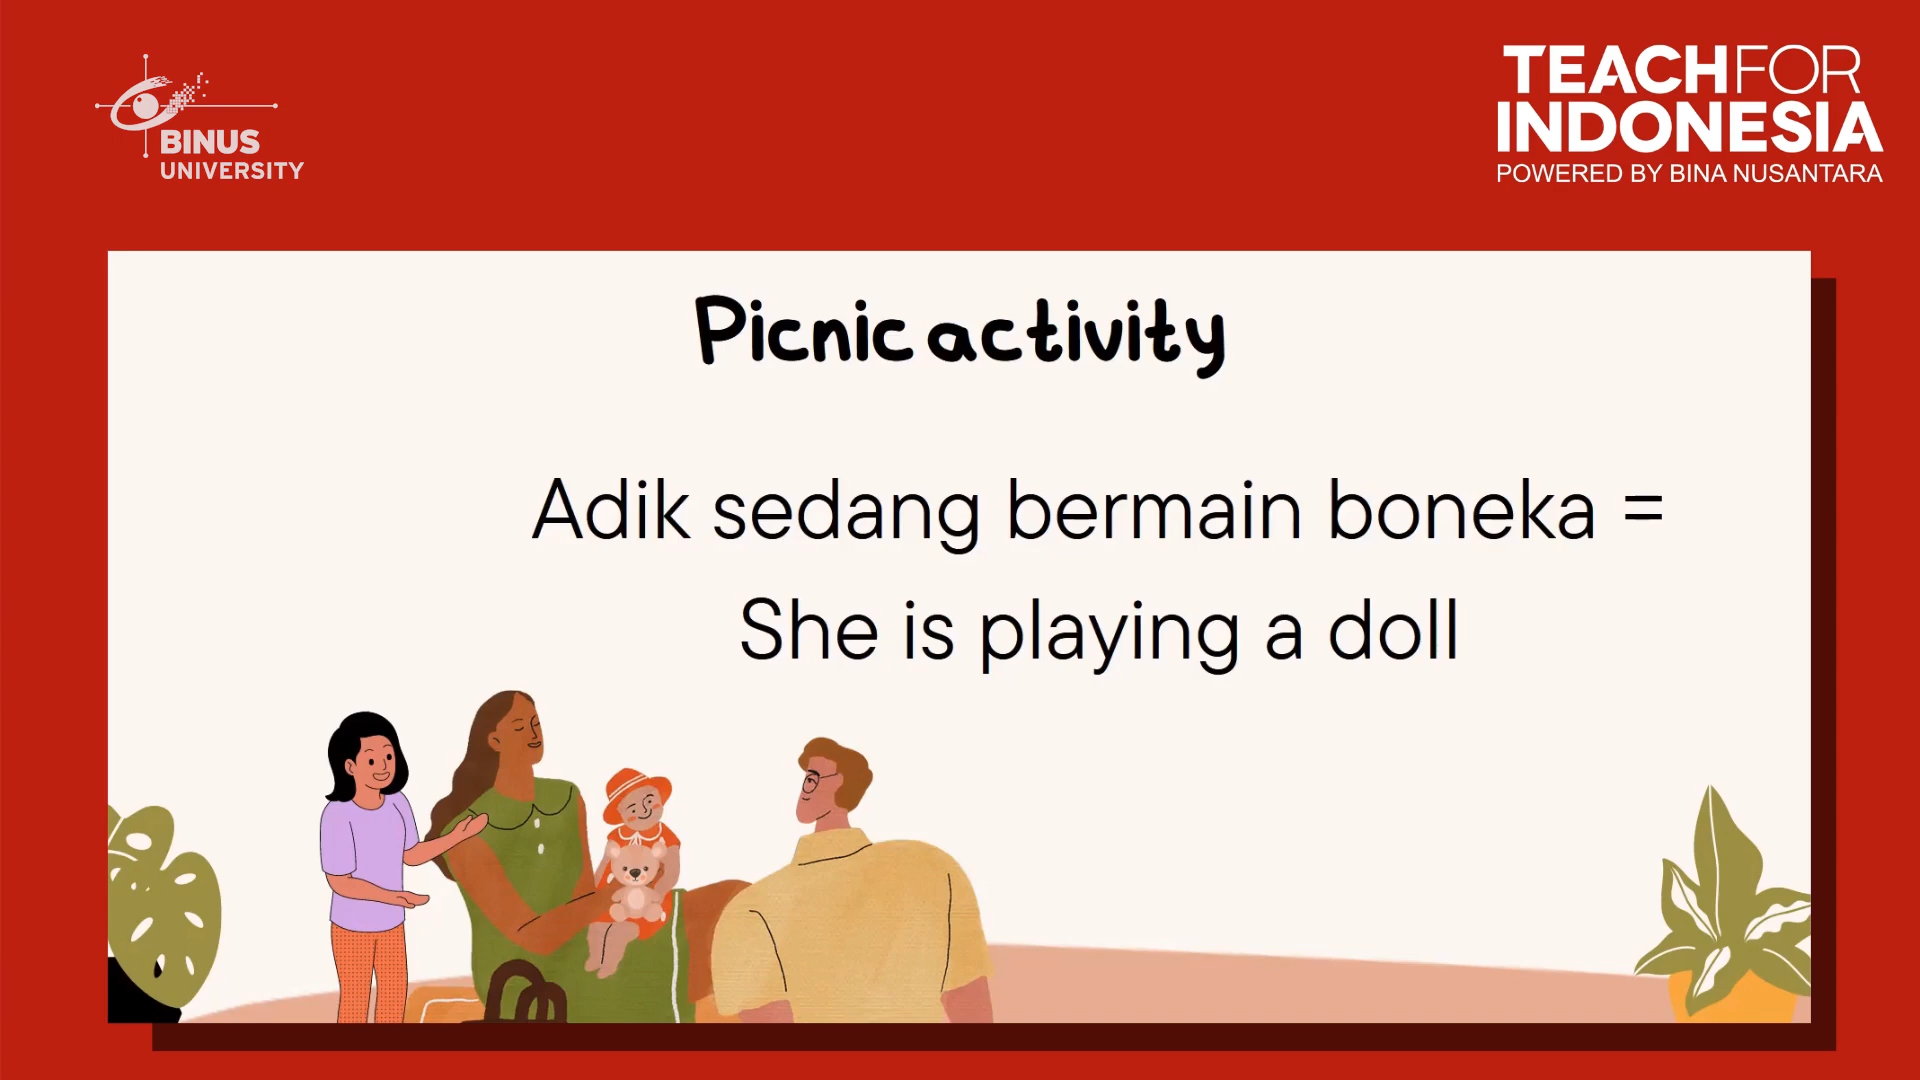 BINUS
UNIVERSITY
TEACHFOR
INDONESIA
POWERED BY BINA NUSANTARA
Picnic activity
Adik sedang bermain boneka =
She is playing a doll